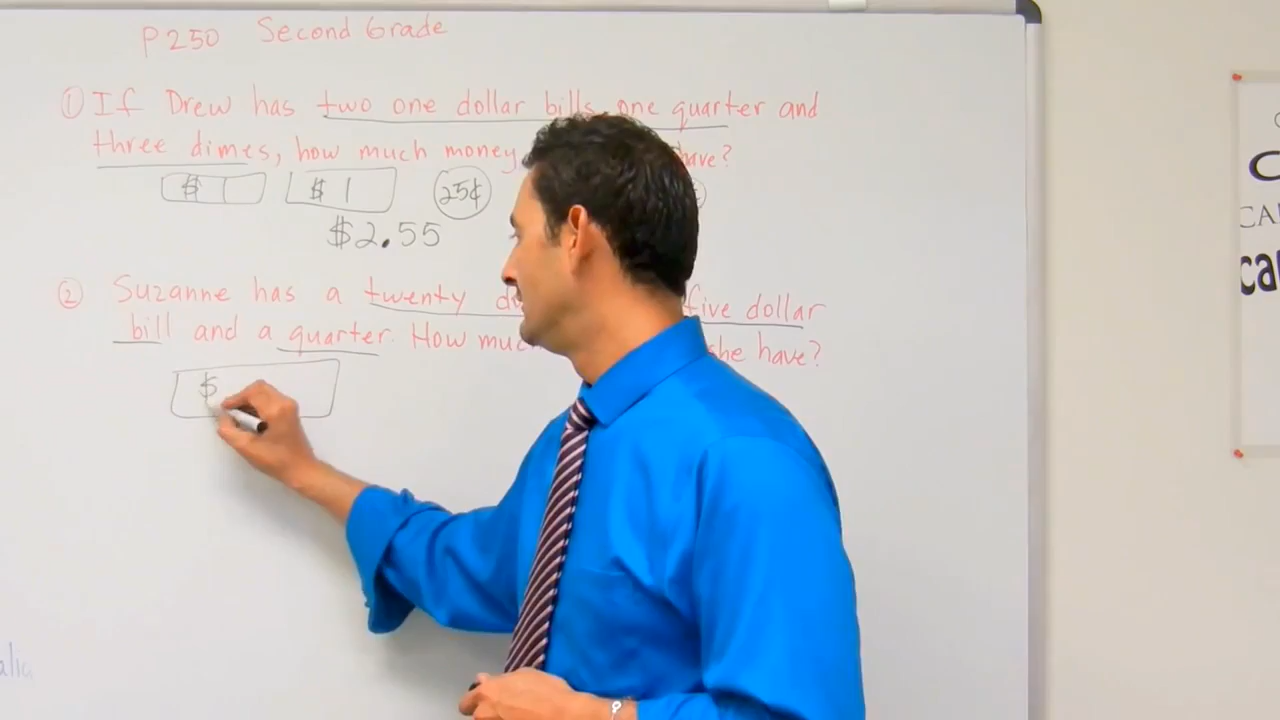 P250 Second Grade
① If Drew has two one dollar bills, one quarter and
three dimes, how much money have?
$ 1 $ 1 25¢
$2.55
② Suzanne has a twenty five dollar
bill and a quarter. How much she have?
$